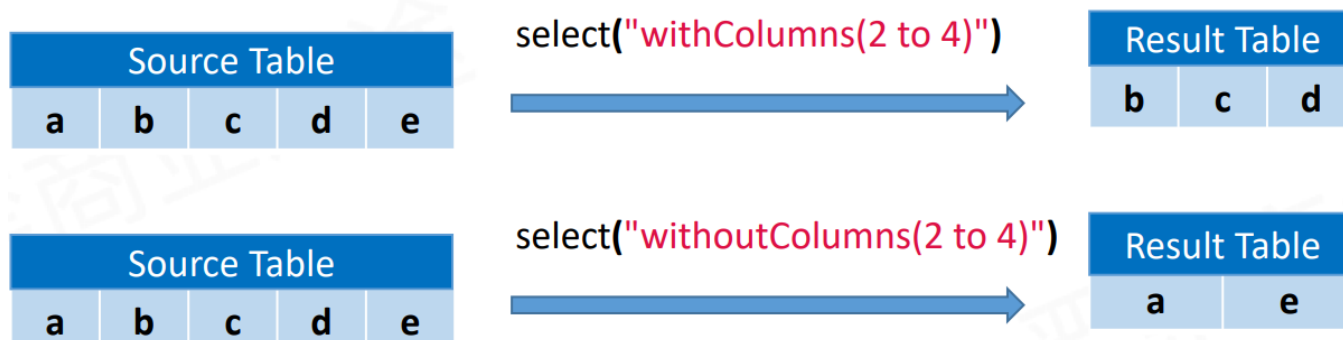 select("withColumns(2 to 4)")
Source Table
a b c d e
Result Table
b c d
select("withoutColumns(2 to 4)")
Source Table
a b c d e
Result Table
a e